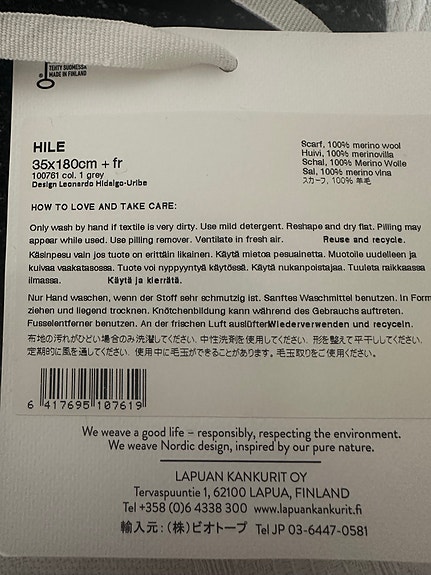 TEHTY SUOMESSA
MADE IN FINLAND
HILE
35x180cm + fr
100761 col. 1 grey
Design Leonardo Hidalgo-Uribe
Scarf, 100% merino wool
Huivi, 100% merinovilla
Schal, 100% Merino Wolle
Sal, 100% merino vlna
スカーフ, 100% 羊毛
HOW TO LOVE AND TAKE CARE:
Only wash by hand if textile is very dirty. Use mild detergent. Reshape and dry flat. Pilling may
appear while used. Use pilling remover. Ventilate in fresh air. Reuse and recycle.
Käsinpesu vain jos tuote on erittäin likainen. Käytä mietoa pesuainetta. Muotoile uudelleen ja
kuivaa vaakatasossa. Tuote voi nyppyyntyä käytössä. Käytä nukanpoistajaa. Tuuleta raikkaassa
ilmassa. Käytä ja kierrätä.
Nur Hand waschen, wenn der Stoff sehr schmutzig ist. Sanftes Waschmittel benutzen. In Form
ziehen und liegend trocknen. Knötchenbildung kann während des Gebrauchs auftreten.
Fusselentferner benutzen. An der frischen Luft auslüften. Wiederverwenden und recyceln.
布地の汚れがひどい場合のみ洗濯してください. 中性洗剤を使用してください. 形を整えて平干ししてください.
定期的に風を通してください. 使用中に毛玉ができることがあります. 毛玉取りをご使用ください.
6 417695 107619
We weave a good life – responsibly, respecting the environment.
We weave Nordic design, inspired by our pure nature.
LAPUAN KANKURIT OY
Tervaspuuntie 1, 62100 LAPUA, FINLAND
Tel +358 (0)6 4338 300 www.lapuankankurit.fi
輸入元：(株)ビオトープ Tel JP 03-6447-0581